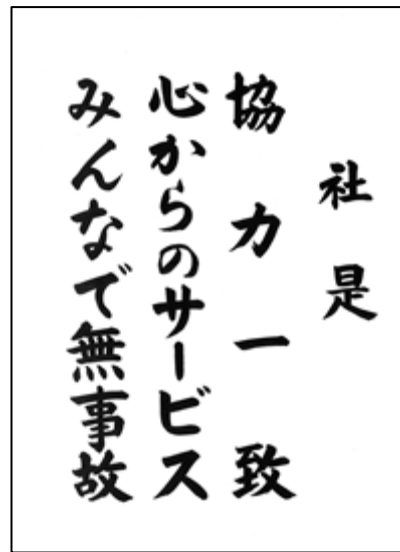 社是
協力一致
心からのサービス
みんなで無事故